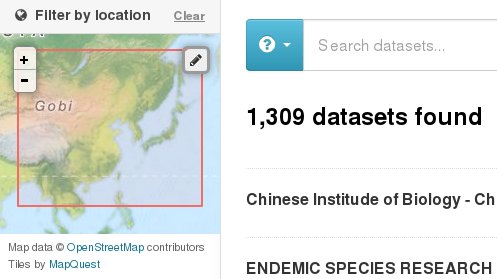 Filter by location Clear
+
-
Gobi
Map data © OpenStreetMap contributors
Tiles by MapQuest
? Search datasets...
1,309 datasets found
Chinese Institude of Biology - Ch
ENDEMIC SPECIES RESEARCH